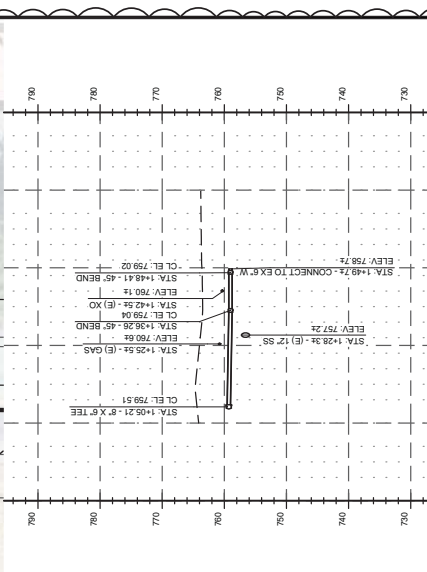 790
780
770
760
750
740
730
CL EL: 759.02
STA: 1+48.41 - 45° BEND
ELEV: 760.1±
STA: 1+42.5± - (E) XO
CL EL: 759.04
STA: 1+36.26 - 45° BEND
ELEV: 760.6±
STA: 1+25.5± - (E) GAS
CL EL: 759.51
STA: 1+05.21 - 8" X 6" TEE
STA: 1+49.7± - CONNECT TO EX 6" W
ELEV: 758.7±
STA: 1+28.3± - (E) 12" SS
ELEV: 757.2±
790
780
770
760
750
740
730